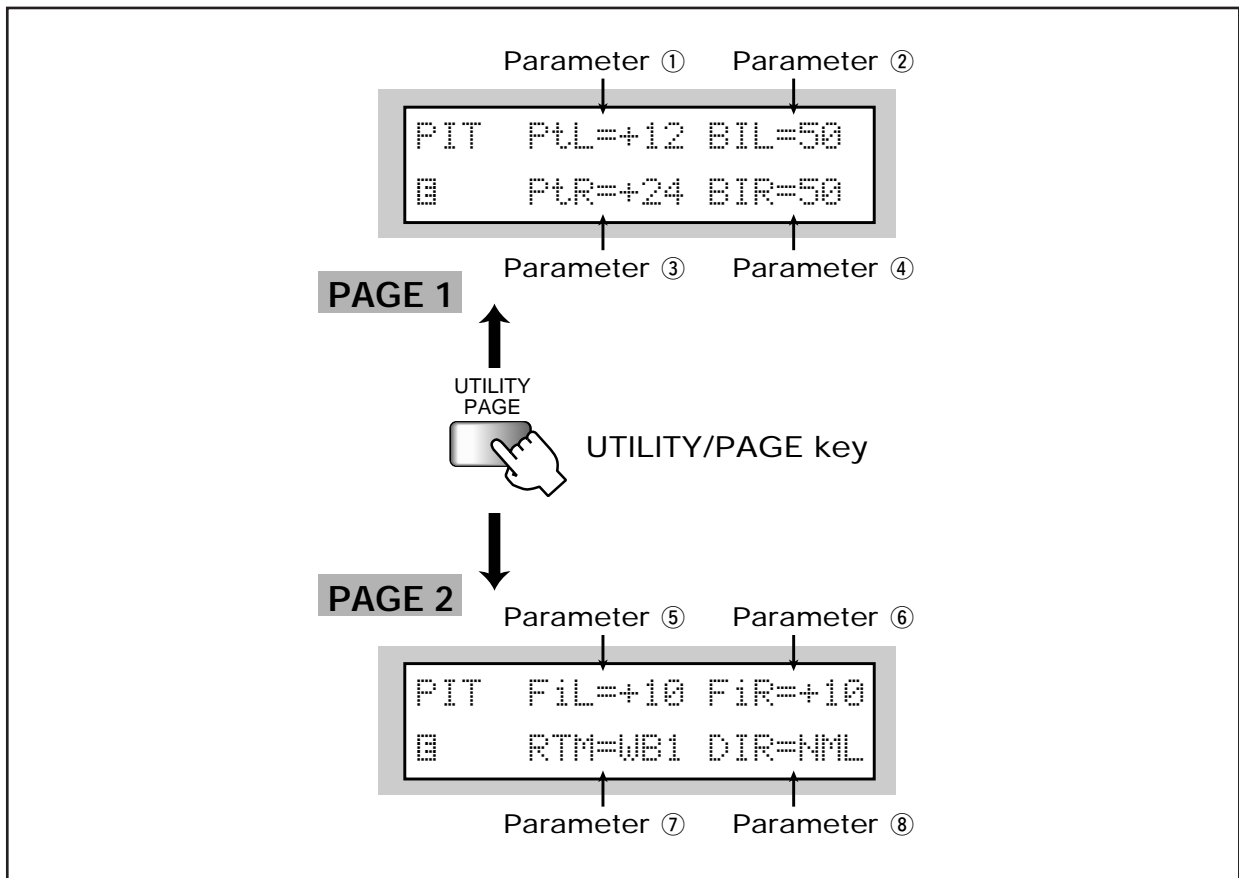 Parameter ① Parameter ②
PIT PtL=+12 BIL=50
E PtR=+24 BIR=50
Parameter ③ Parameter ④
PAGE 1
UTILITY
PAGE
UTILITY/PAGE key
PAGE 2
Parameter ⑤ Parameter ⑥
PIT FiL=+10 FiR=+10
E RTM=WB1 DIR=NML
Parameter ⑦ Parameter ⑧